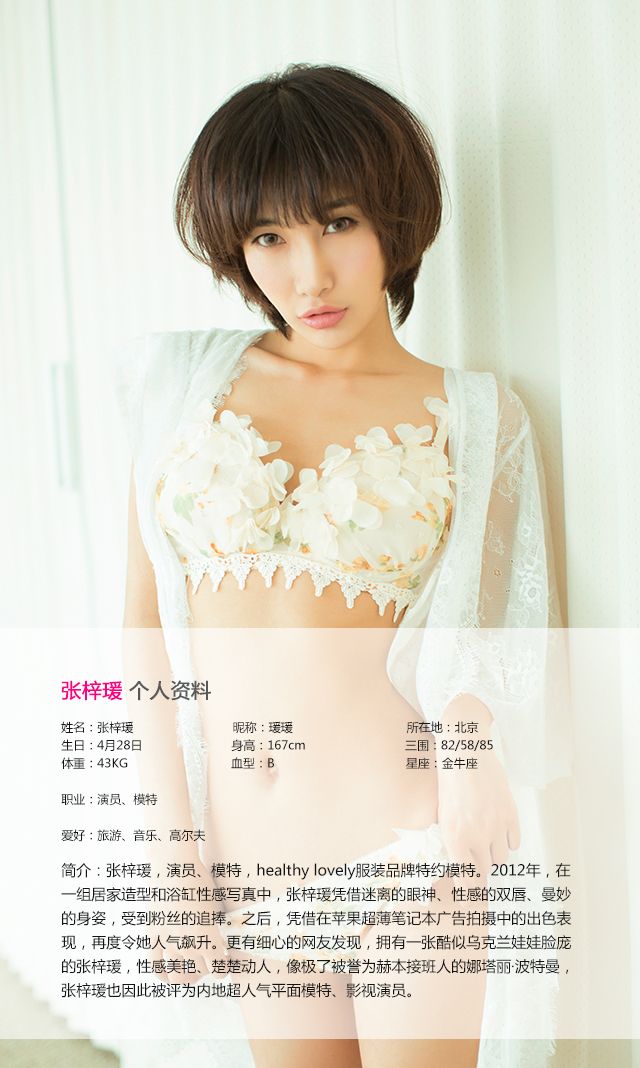 张梓瑗 个人资料
姓名：张梓瑗 昵称：瑗瑗 所在地：北京
生日：4月28日 身高：167cm 三围：82/58/85
体重：43KG 血型：B 星座：金牛座
职业：演员、模特
爱好：旅游、音乐、高尔夫
简介：张梓瑗，演员、模特，healthy lovely服装品牌特约模特。2012年，在
一组居家造型和浴缸性感写真中，张梓瑗凭借迷离的眼神、性感的双唇、曼妙
的身姿，受到粉丝的追捧。之后，凭借在苹果超薄笔记本广告拍摄中的出色表
现，再度令她人气飙升。更有细心的网友发现，拥有一张酷似乌克兰娃娃脸庞
的张梓瑗，性感美艳、楚楚动人，像极了被誉为赫本接班人的娜塔丽·波特曼，
张梓瑗也因此被评为内地超人气平面模特、影视演员。